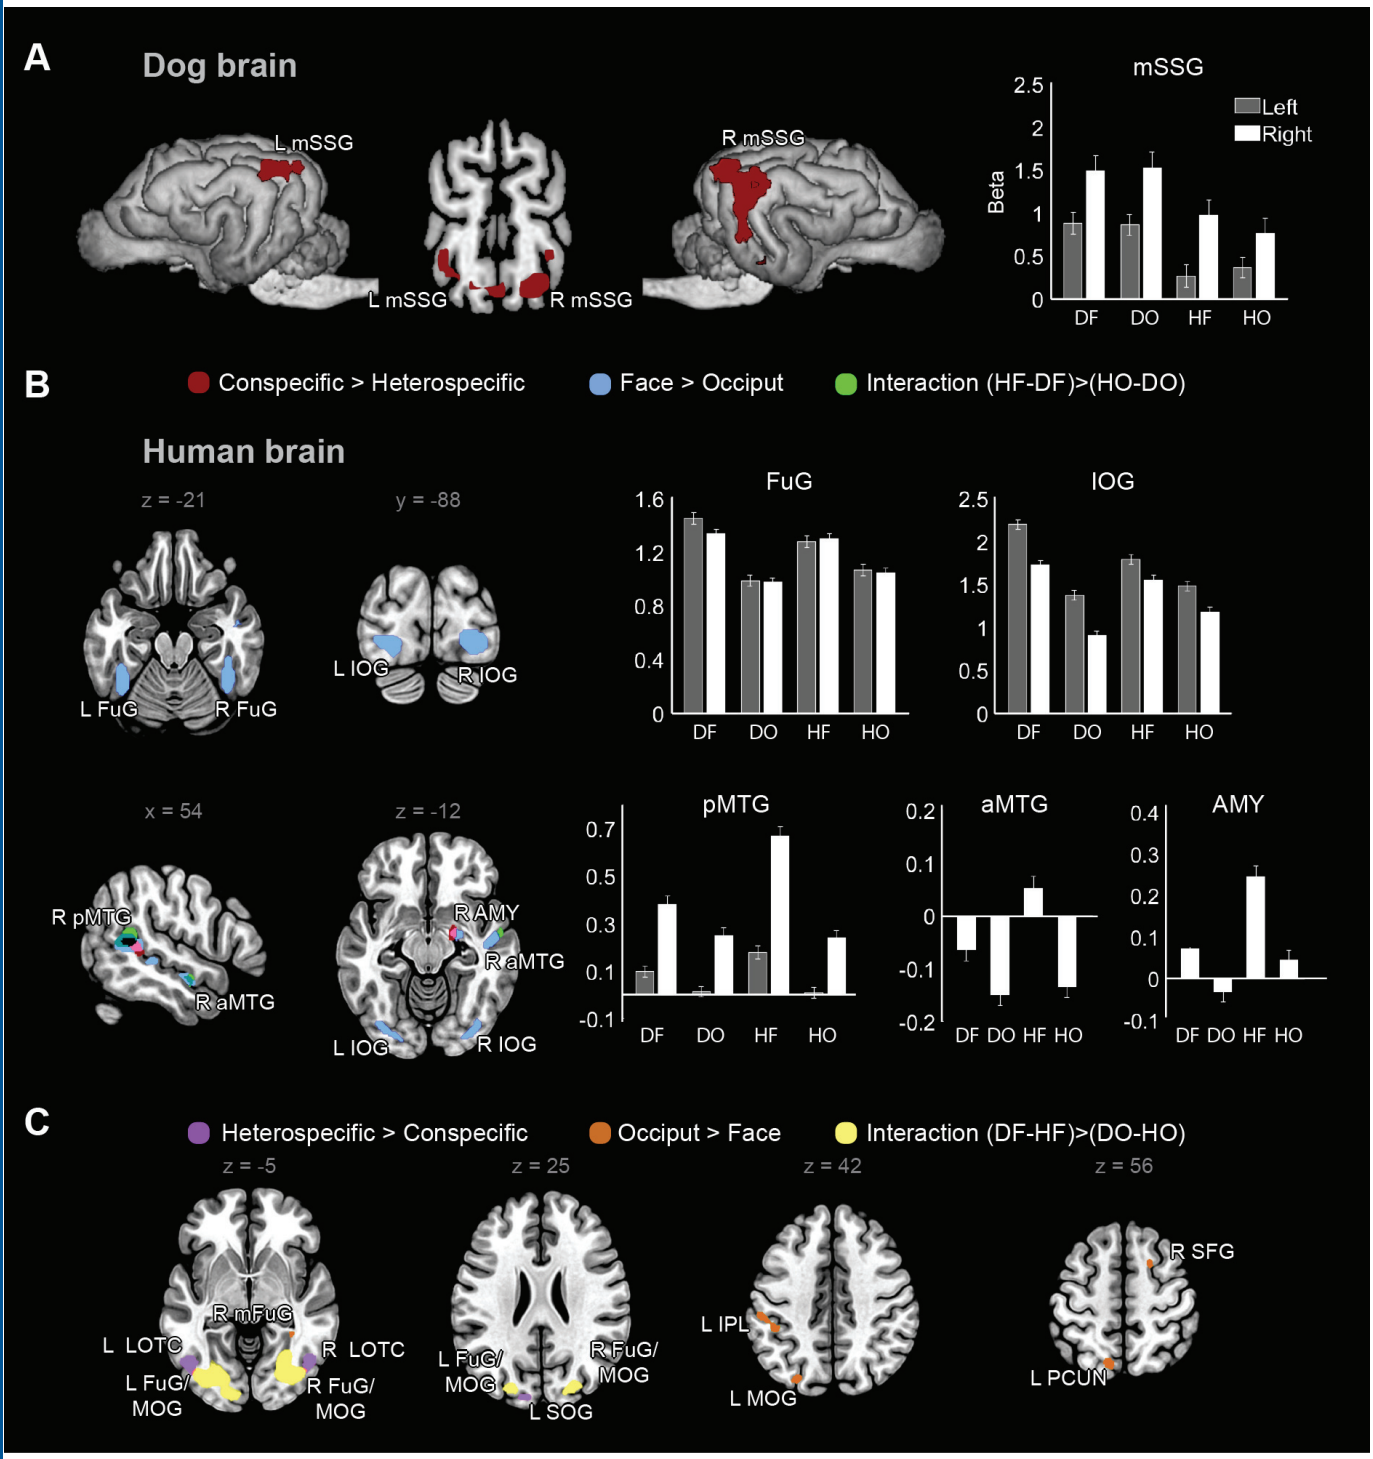 A
Dog brain
L mSSG
L mSSG
R mSSG
R mSSG
mSSG
2.5
2
1.5
1
0.5
0
Beta
Left
Right
DF DO HF HO
B
Conspecific > Heterospecific
Face > Occiput
Interaction (HF-DF)>(HO-DO)
Human brain
z = -21
L FuG
R FuG
y = -88
L IOG
R IOG
FuG
1.6
1.2
0.8
0.4
0
DF DO HF HO
IOG
2.5
2
1.5
1
0.5
0
DF DO HF HO
x = 54
R pMTG
R aMTG
z = -12
R AMY
R aMTG
L IOG
R IOG
pMTG
0.7
0.5
0.3
0.1
-0.1
DF DO HF HO
aMTG
0.2
0.1
0
-0.1
-0.2
DF DO HF HO
AMY
0.4
0.3
0.2
0.1
0
-0.1
DF DO HF HO
C
Heterospecific > Conspecific
Occiput > Face
Interaction (DF-HF)>(DO-HO)
z = -5
R mFuG
L LOTC
R LOTC
L FuG/
MOG
R FuG/
MOG
z = 25
L FuG/
MOG
R FuG/
MOG
L SOG
z = 42
L IPL
L MOG
z = 56
R SFG
L PCUN